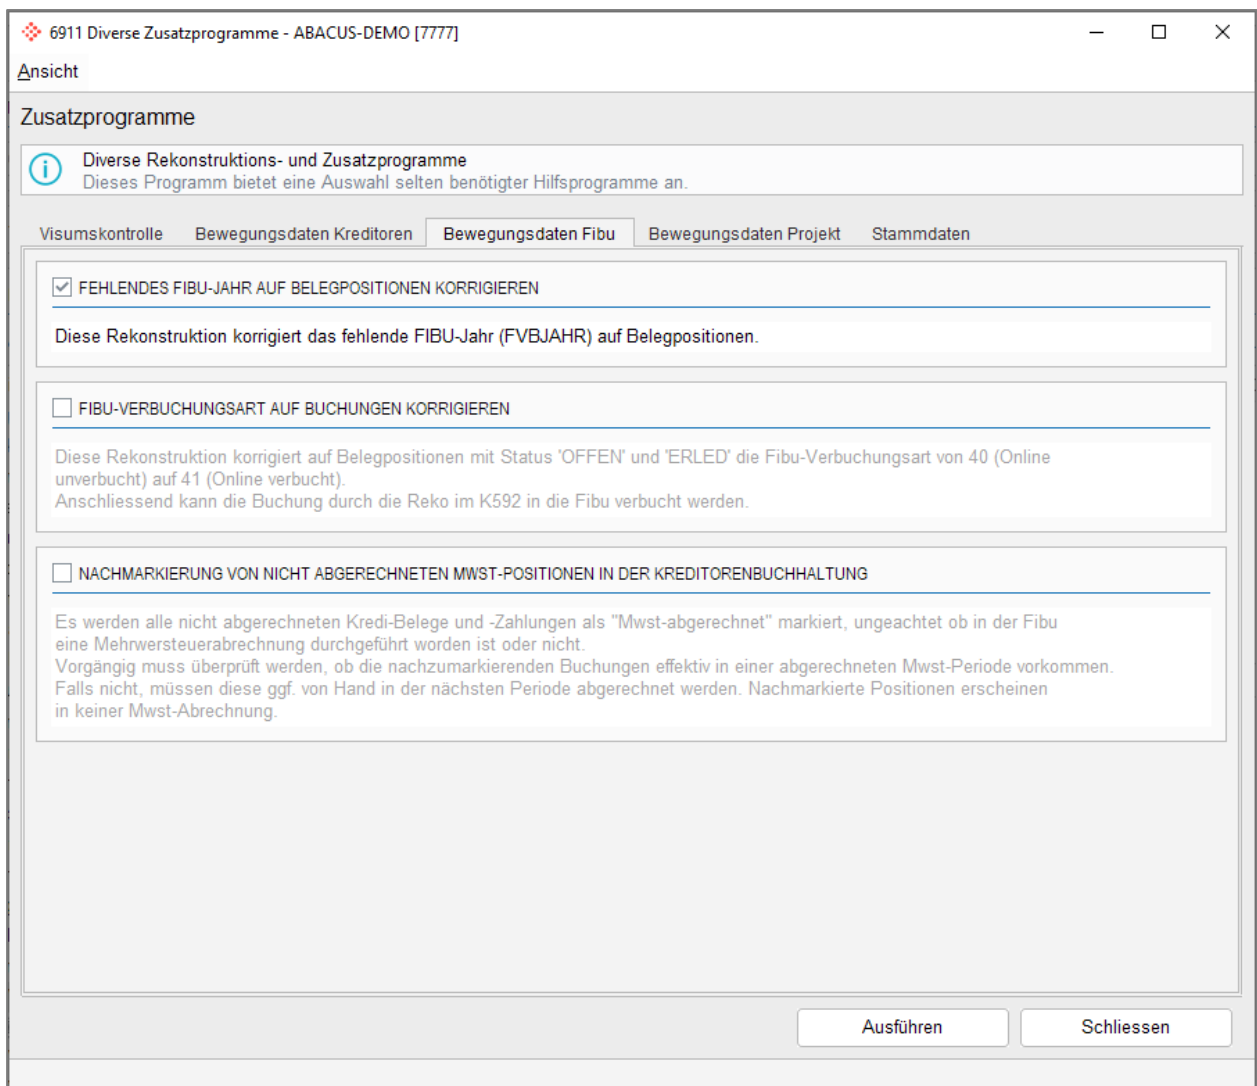 6911 Diverse Zusatzprogramme - ABACUS-DEMO [7777]
Ansicht
Zusatzprogramme
Diverse Rekonstruktions- und Zusatzprogramme
Dieses Programm bietet eine Auswahl selten benötigter Hilfsprogramme an.
Visumskontrolle Bewegungsdaten Kreditoren Bewegungsdaten Fibu Bewegungsdaten Projekt Stammdaten
FEHLENDES FIBU-JAHR AUF BELEGPOSITIONEN KORRIGIEREN
Diese Rekonstruktion korrigiert das fehlende FIBU-Jahr (FVBJAHR) auf Belegpositionen.
FIBU-VERBUCHUNGSART AUF BUCHUNGEN KORRIGIEREN
Diese Rekonstruktion korrigiert auf Belegpositionen mit Status 'OFFEN' und 'ERLED' die Fibu-Verbuchungsart von 40 (Online
unverbucht) auf 41 (Online verbucht).
Anschliessend kann die Buchung durch die Reko im K592 in die Fibu verbucht werden.
NACHMARKIERUNG VON NICHT ABGERECHNETEN MWST-POSITIONEN IN DER KREDITORENBUCHHALTUNG
Es werden alle nicht abgerechneten Kredi-Belege und -Zahlungen als "Mwst-abgerechnet" markiert, ungeachtet ob in der Fibu
eine Mehrwersteuerabrechnung durchgeführt worden ist oder nicht.
Vorgängig muss überprüft werden, ob die nachzumarkierenden Buchungen effektiv in einer abgerechneten Mwst-Periode vorkommen.
Falls nicht, müssen diese ggf. von Hand in der nächsten Periode abgerechnet werden. Nachmarkierte Positionen erscheinen
in keiner Mwst-Abrechnung.
Ausführen Schliessen